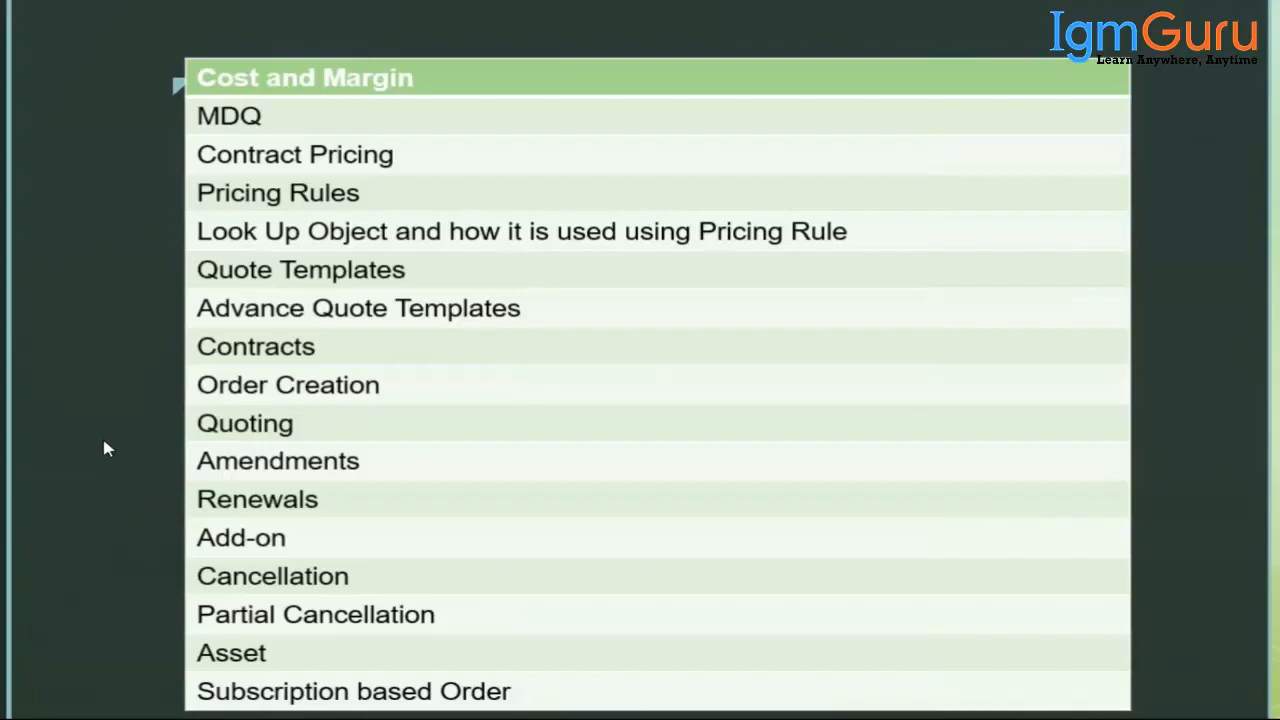 IgmGuru
Learn Anywhere, Anytime
Cost and Margin
MDQ
Contract Pricing
Pricing Rules
Look Up Object and how it is used using Pricing Rule
Quote Templates
Advance Quote Templates
Contracts
Order Creation
Quoting
Amendments
Renewals
Add-on
Cancellation
Partial Cancellation
Asset
Subscription based Order